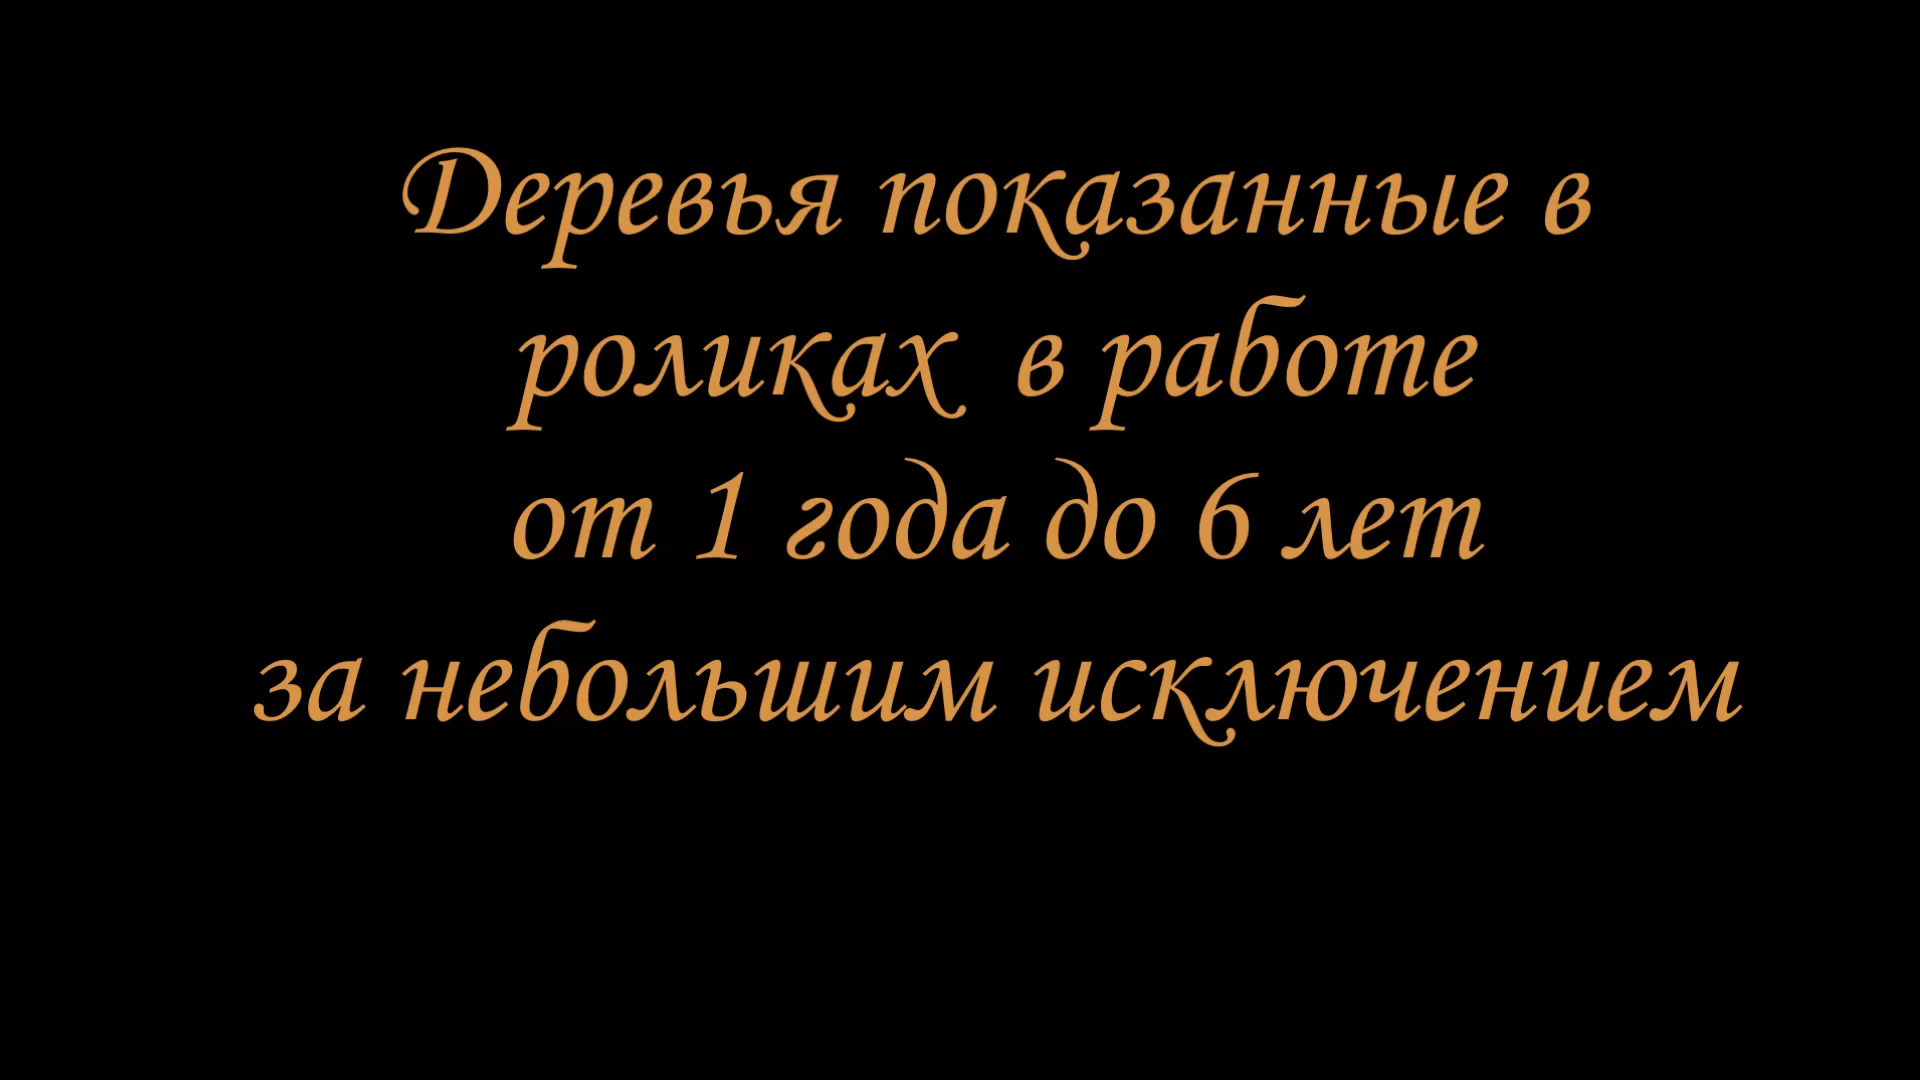 Деревья показанные в
роликах в работе
от 1 года до 6 лет
за небольшим исключением